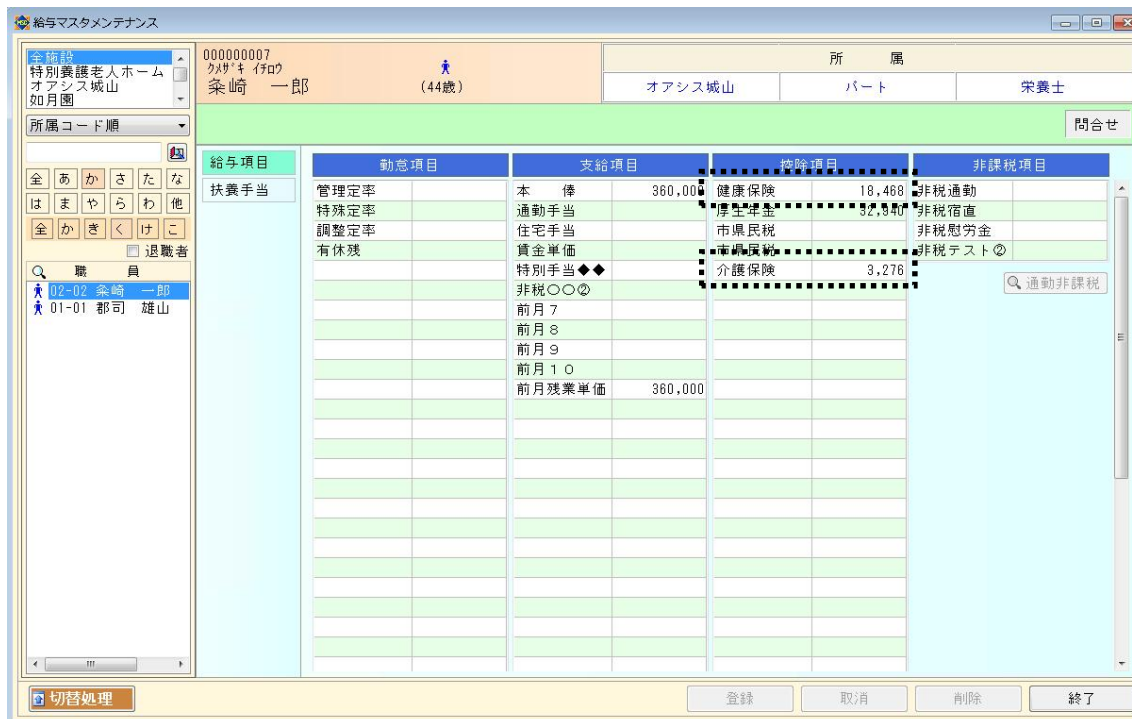 給与マスタメンテナンス
全施設
特別養護老人ホーム
オアシス城山
如月園
所属コード順
全 あ か さ た な
は ま や ら わ 他
全 か き く け こ
退職者
職 員
02-02 粂崎 一郎
01-01 都司 雄山
000000007
クメザキ イチロウ
粂崎 一郎
(44歳)
所 属
オアシス城山 パート 栄養士
問合せ
給与項目
扶養手当
勤怠項目 支給項目 控除項目 非課税項目
管理定率 本 俸 360,000 健康保険 18,468 非税通勤
特殊定率 通勤手当 厚生年金 32,940 非税宿直
調整定率 住宅手当 市県民税 非税慰労金
有休残 賃金単価 市県民税 非税テスト②
特別手当◆◆ 介護保険 3,276
通勤非課税
非税○○②
前月7
前月8
前月9
前月10
前月残業単価 360,000
切替処理
登録 取消 削除 終了